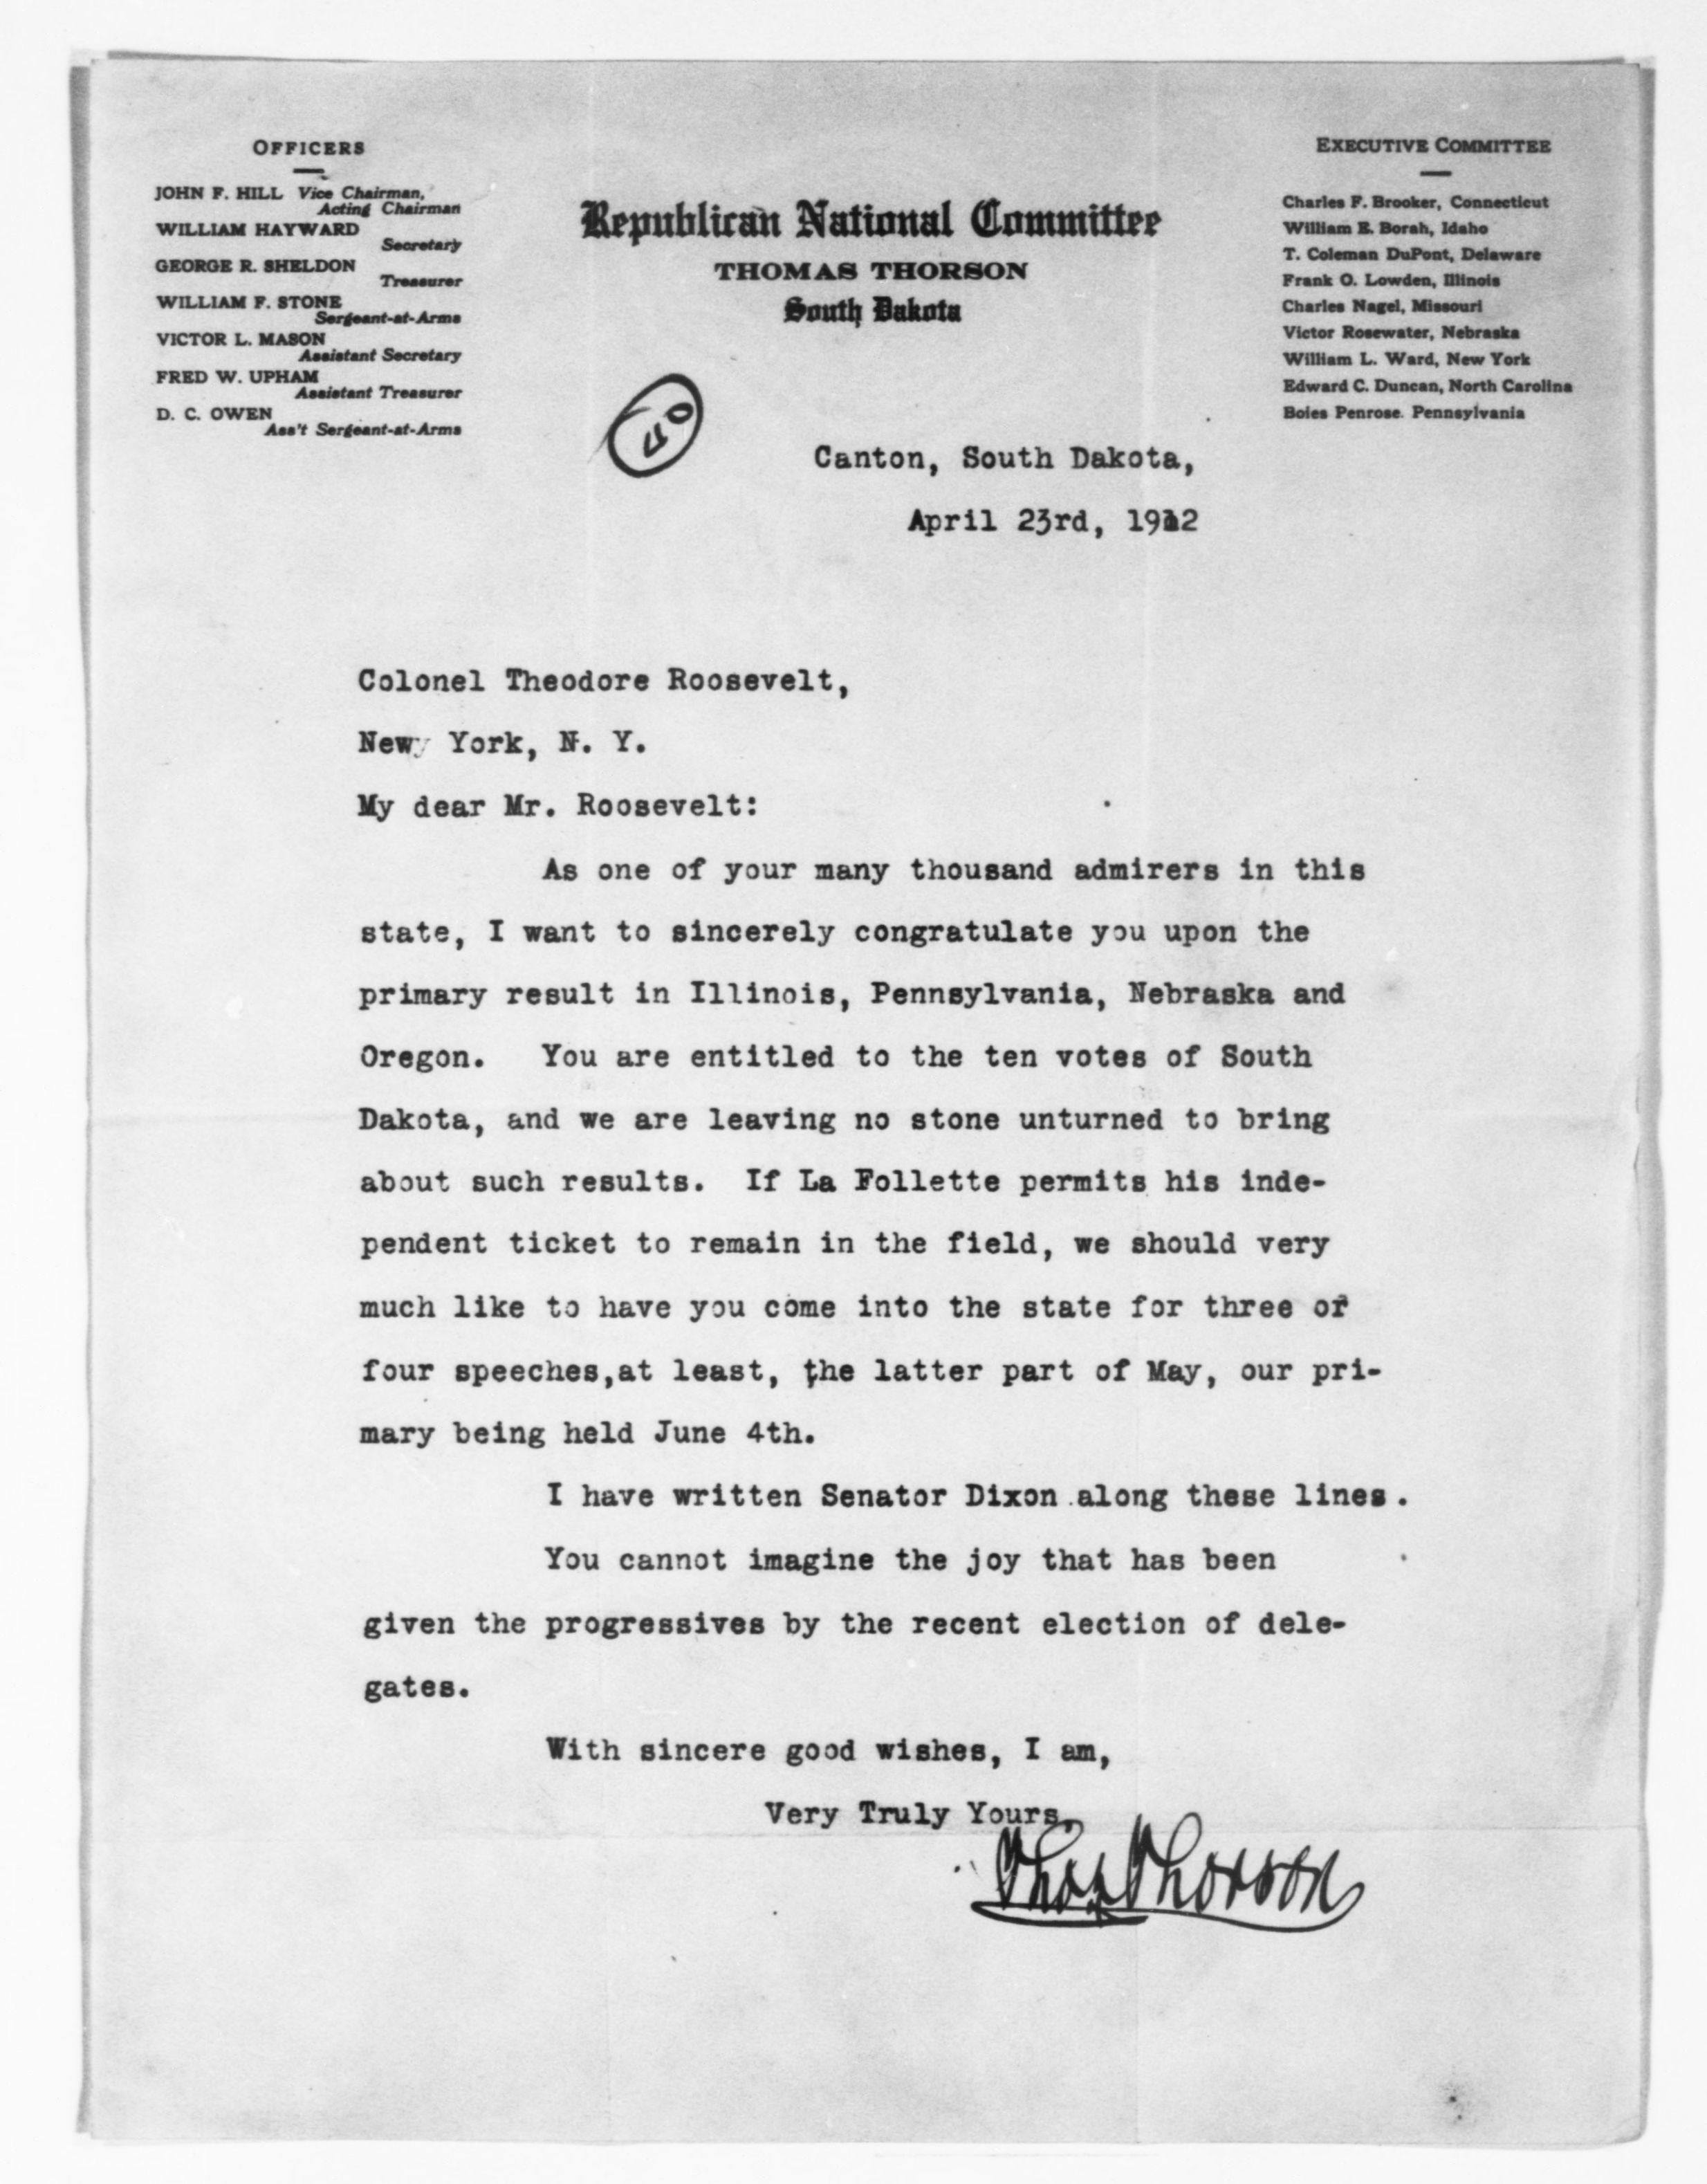 OFFICERS
JOHN F. HILL Vice Chairman,
Acting Chairman
WILLIAM HAYWARD
Secretary
GEORGE R. SHELDON
Treasurer
WILLIAM F. STONE
Sergeant-at-Arms
VICTOR L. MASON
Assistant Secretary
FRED W. UPHAM
Assistant Treasurer
D. C. OWEN
Ass't Sergeant-at-Arms
Republican National Committee
THOMAS THORSON
South Dakota
EXECUTIVE COMMITTEE
Charles F. Brooker, Connecticut
William E. Borah, Idaho
T. Coleman DuPont, Delaware
Frank O. Lowden, Illinois
Charles Nagel, Missouri
Victor Rosewater, Nebraska
William L. Ward, New York
Edward C. Duncan, North Carolina
Boies Penrose. Pennsylvania
Canton, South Dakota,
April 23rd, 1912
Colonel Theodore Roosevelt,
New York, N. Y.
My dear Mr. Roosevelt:
As one of your many thousand admirers in this
state, I want to sincerely congratulate you upon the
primary result in Illinois, Pennsylvania, Nebraska and
Oregon. You are entitled to the ten votes of South
Dakota, and we are leaving no stone unturned to bring
about such results. If La Follette permits his inde-
pendent ticket to remain in the field, we should very
much like to have you come into the state for three or
four speeches,at least, the latter part of May, our pri-
mary being held June 4th.
I have written Senator Dixon along these lines.
You cannot imagine the joy that has been
given the progressives by the recent election of dele-
gates.
With sincere good wishes, I am,
Very Truly Yours,
Thos Thorson